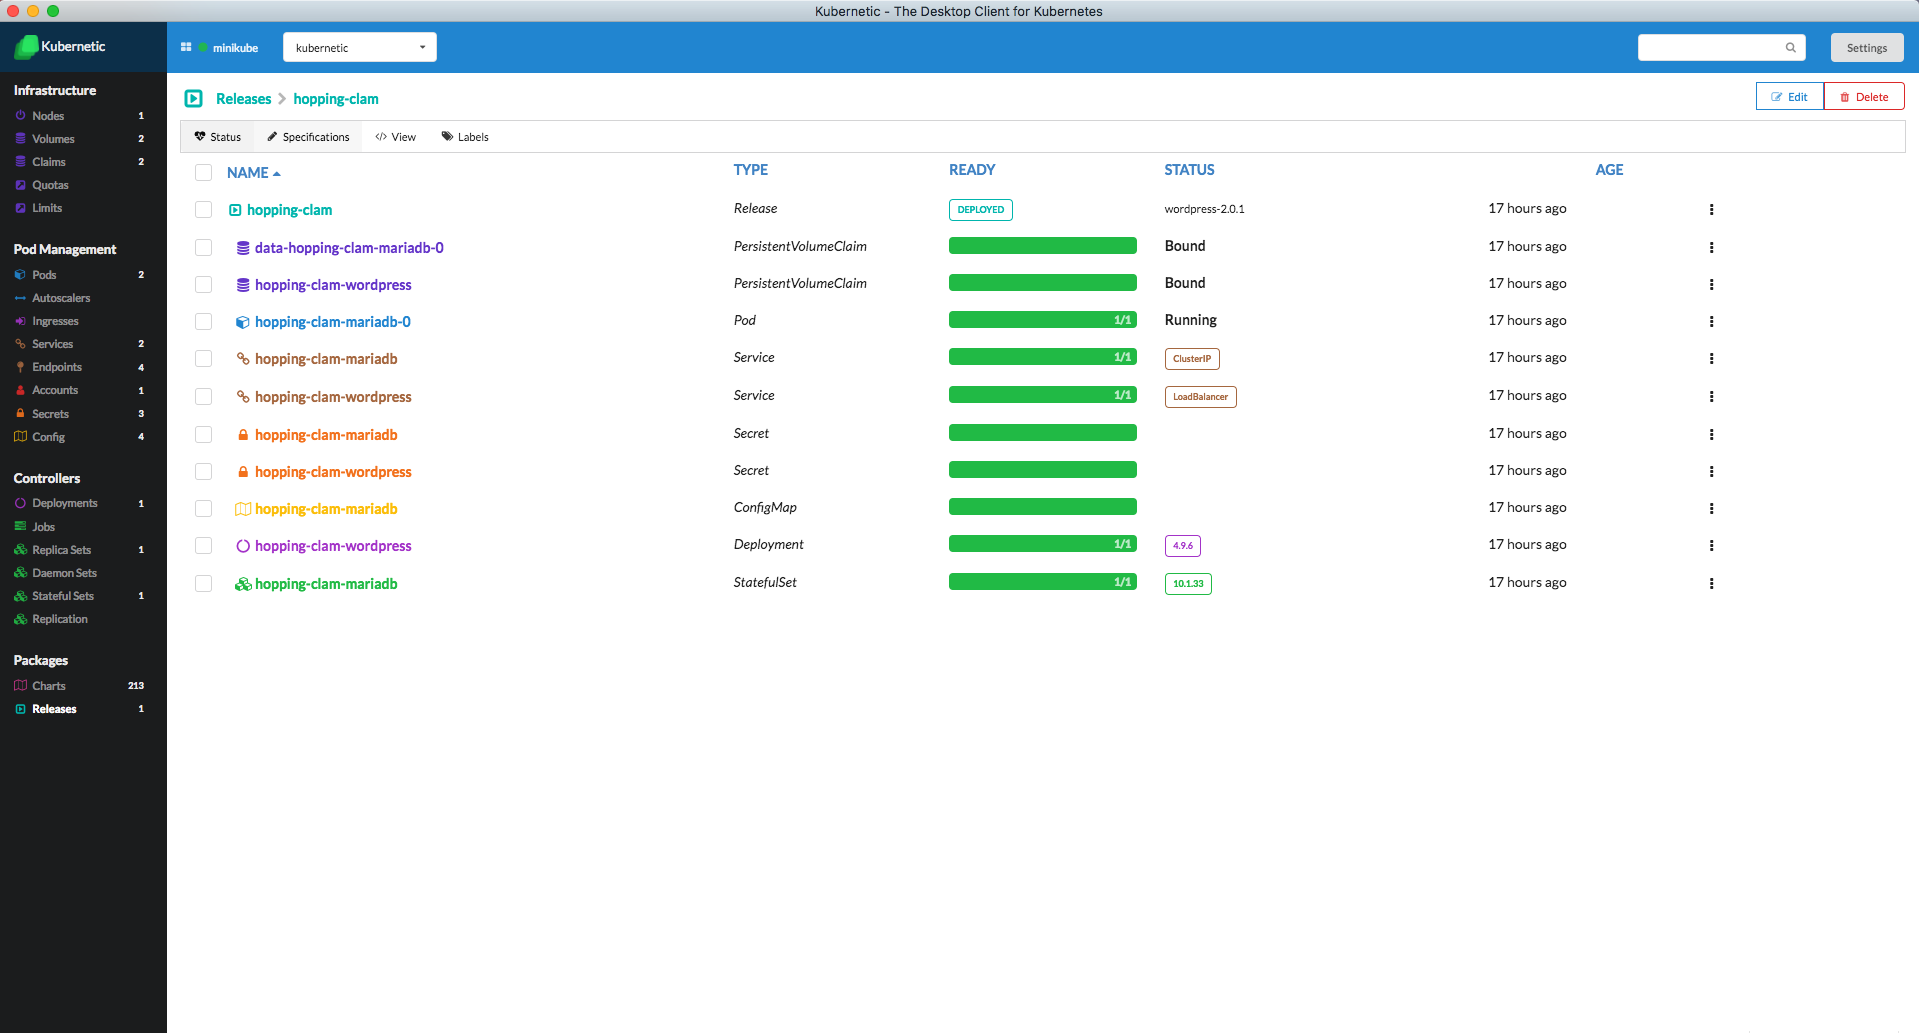 Kubernetic - The Desktop Client for Kubernetes
Kubernetic
minikube
kubernetic
Settings
Infrastructure
Nodes 1
Volumes 2
Claims 2
Quotas
Limits
Pod Management
Pods 2
Autoscalers
Ingresses
Services 2
Endpoints 4
Accounts 1
Secrets 3
Config 4
Controllers
Deployments 1
Jobs
Replica Sets 1
Daemon Sets
Stateful Sets 1
Replication
Packages
Charts 213
Releases 1
Releases hopping-clam
Edit Delete
Status Specifications </> View Labels
NAME TYPE READY STATUS AGE
hopping-clam Release DEPLOYED wordpress-2.0.1 17 hours ago
data-hopping-clam-mariadb-0 PersistentVolumeClaim Bound 17 hours ago
hopping-clam-wordpress PersistentVolumeClaim Bound 17 hours ago
hopping-clam-mariadb-0 Pod 1/1 Running 17 hours ago
hopping-clam-mariadb Service 1/1 ClusterIP 17 hours ago
hopping-clam-wordpress Service 1/1 LoadBalancer 17 hours ago
hopping-clam-mariadb Secret 17 hours ago
hopping-clam-wordpress Secret 17 hours ago
hopping-clam-mariadb ConfigMap 17 hours ago
hopping-clam-wordpress Deployment 1/1 4.9.6 17 hours ago
hopping-clam-mariadb StatefulSet 1/1 10.1.33 17 hours ago